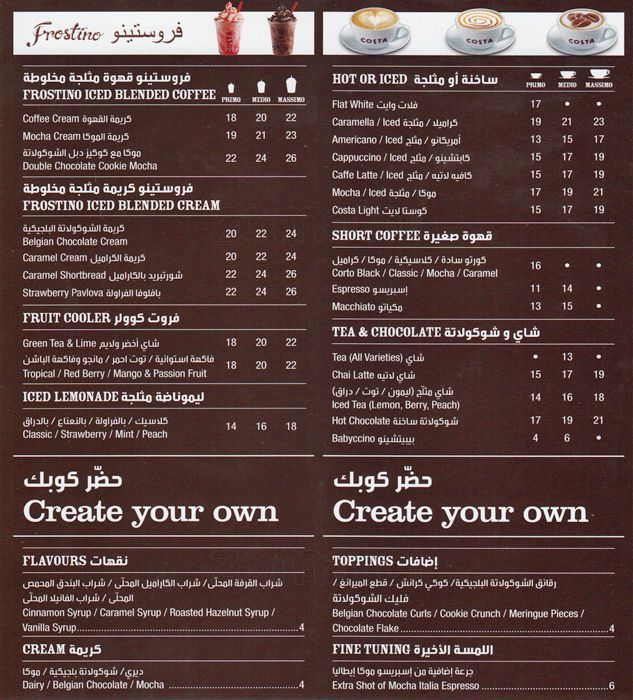 Frostino فروستينو
COSTA COSTA
فروستينو قهوة مثلجة مخلوطة
FROSTINO ICED BLENDED COFFEE PRIMO MEDIO MASSIMO
Coffee Cream كريمة القهوة 18 20 22
Mocha Cream كريمة الموكا 19 21 23
موكا مع كوكيز دبل الشوكولاتة
Double Chocolate Cookie Mocha 22 24 26
فروستينو كريمة مثلجة مخلوطة
FROSTINO ICED BLENDED CREAM
كريمة الشوكولاتة البلجيكية
Belgian Chocolate Cream 20 22 24
Caramel Cream كريمة الكراميل 20 22 24
Caramel Shortbread شورتبريد بالكاراميل 22 24 26
Strawberry Pavlova بافلوفا الفراولة 22 24 26
FRUIT COOLER فروت كوولر
Green Tea & Lime شاي أخضر ولايم 18 20 22
فاكهة استوائية / توت احمر / مانجو وفاكهة الباشن
Tropical / Red Berry / Mango & Passion Fruit 18 20 22
ICED LEMONADE ليموناضة مثلجة
كلاسيك / بالفراولة / بالنعناع / بالدراق
Classic / Strawberry / Mint / Peach 14 16 18
حضّر كوبك
Create your own
FLAVOURS نقهات
شراب القرفة المحلّى / شراب الكاراميل المحلّى / شراب البندق المحمص
المحلّى / شراب الفانيلا المحلّى
Cinnamon Syrup / Caramel Syrup / Roasted Hazelnut Syrup /
Vanilla Syrup 4
CREAM كريمة
ديري / شوكولاتة بلجيكية / موكا
Dairy / Belgian Chocolate / Mocha 4
COSTA COSTA COSTA
HOT OR ICED ساخنة أو مثلجة PRIMO MEDIO MASSIMO
Flat White فلات وايت 17 • •
Caramella / Iced كراميلا / مثلجة 19 21 23
Americano / Iced أمريكانو / مثلج 13 15 17
Cappuccino / Iced كابتشينو / مثلج 15 17 19
Caffe Latte / Iced كافيه لاتيه / مثلج 15 17 19
Mocha / Iced موكا / مثلج 17 19 21
Costa Light كوستا لايت 15 17 19
SHORT COFFEE قهوة صغيرة
كورتو سادة / كلاسيكية / موكا / كراميل
Corto Black / Classic / Mocha / Caramel 16 • •
Espresso إسبريسو 11 14 •
Macchiato مكياتو 13 15 •
TEA & CHOCOLATE شاي و شوكولاتة
Tea (All Varieties) شاي • 13 •
Chai Latte شاي لاتيه 15 17 19
شاي مثلّج (ليمون / توت / دراق)
Iced Tea (Lemon, Berry, Peach) 14 16 18
Hot Chocolate شوكولاتة ساخنة 17 19 21
Babyccino بيبيتشينو 4 6 •
حضّر كوبك
Create your own
TOPPINGS إضافات
رقائق الشوكولاتة البلجيكية / كوكي كرانش / قطع الميرانغ /
فليك الشوكولاتة
Belgian Chocolate Curls / Cookie Crunch / Meringue Pieces /
Chocolate Flake 4
FINE TUNING اللمسة الأخيرة
جرعة إضافية من إسبريسو موكا إيطاليا
Extra Shot of Mocha Italia Espresso 6